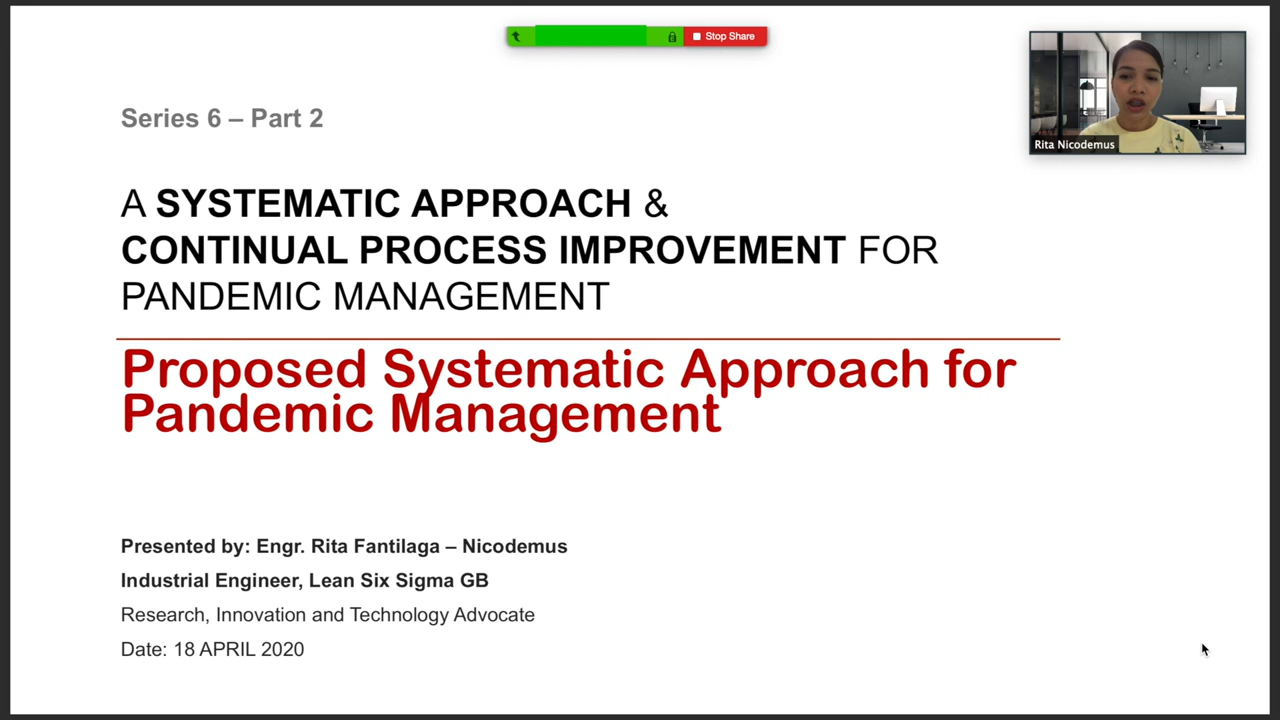 Stop Share
Series 6 – Part 2
Rita Nicodemus
A SYSTEMATIC APPROACH &
CONTINUAL PROCESS IMPROVEMENT FOR
PANDEMIC MANAGEMENT
Proposed Systematic Approach for
Pandemic Management
Presented by: Engr. Rita Fantilaga – Nicodemus
Industrial Engineer, Lean Six Sigma GB
Research, Innovation and Technology Advocate
Date: 18 APRIL 2020